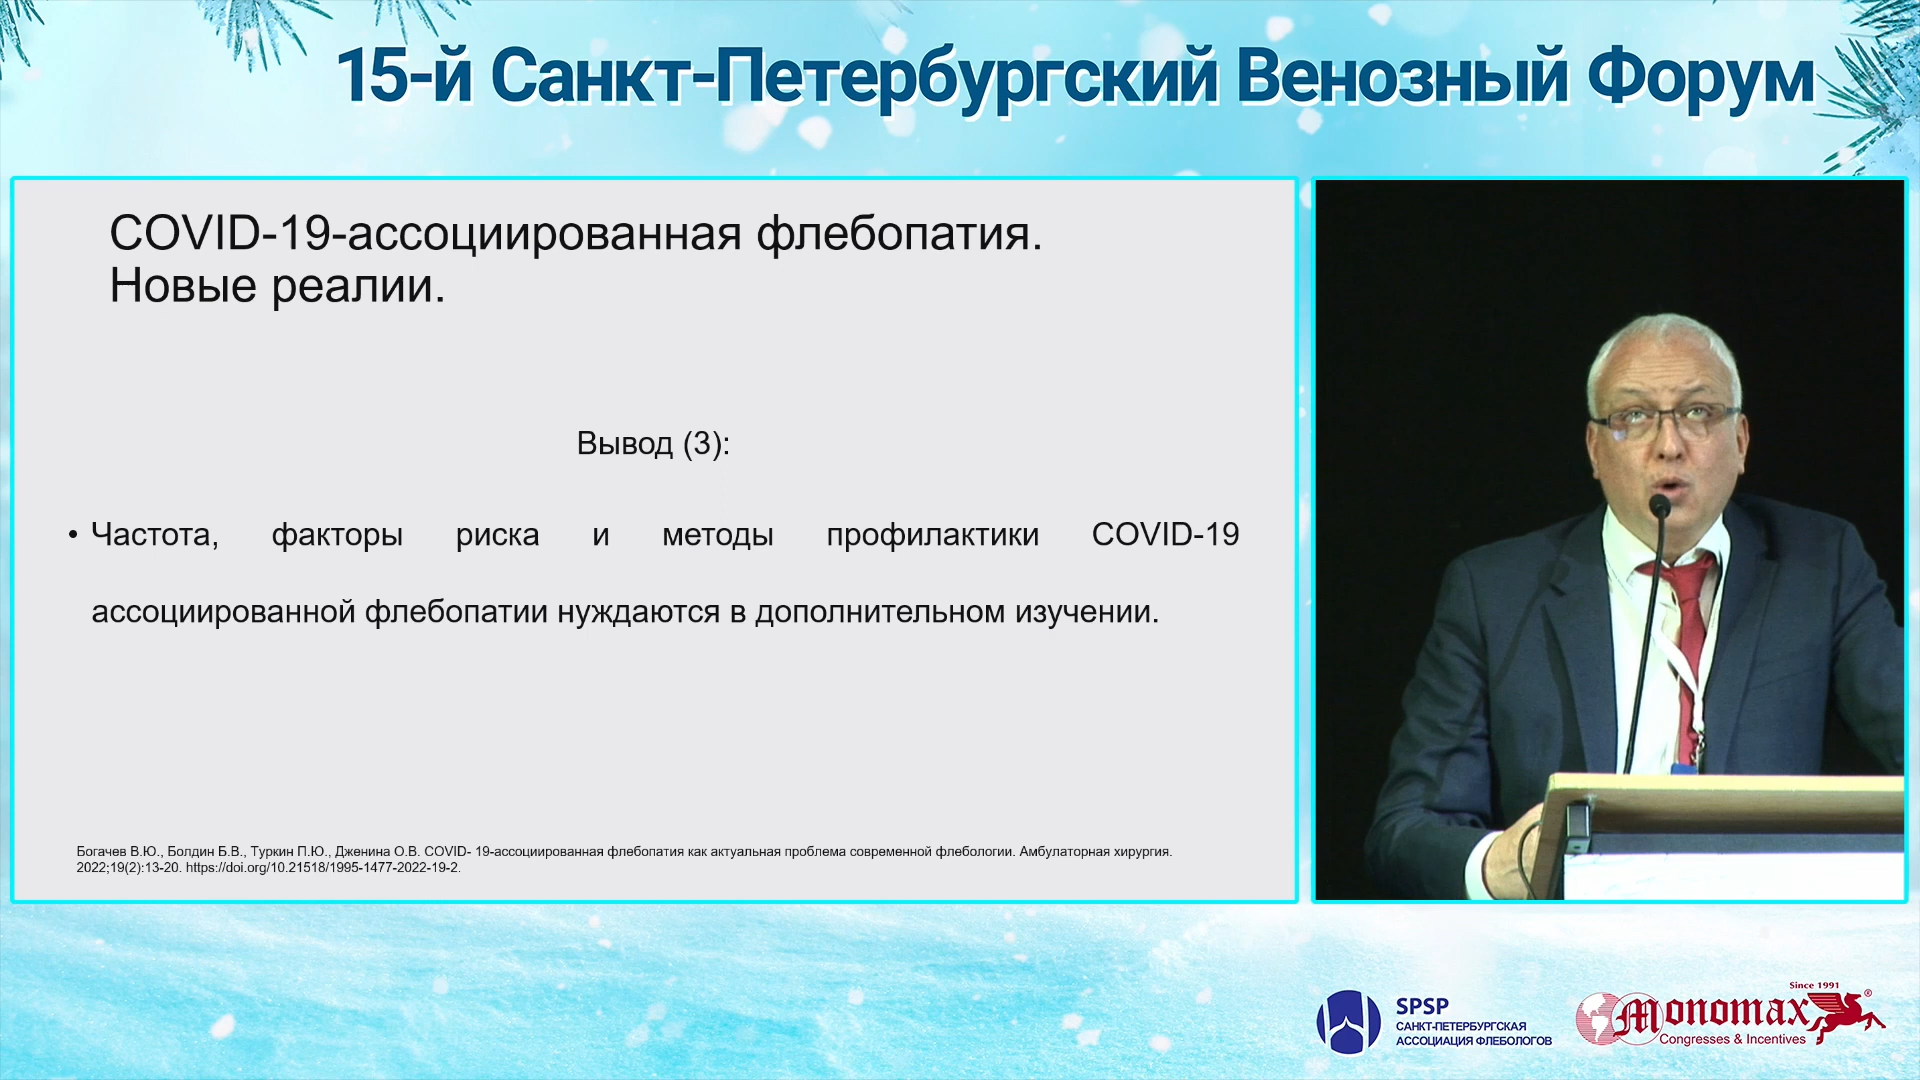 15-й Санкт-Петербургский Венозный Форум
COVID-19-ассоциированная флебопатия.
Новые реалии.
Вывод (3):
• Частота, факторы риска и методы профилактики COVID-19
ассоциированной флебопатии нуждаются в дополнительном изучении.
Богачев В.Ю., Болдин Б.В., Туркин П.Ю., Дженина О.В. COVID- 19-ассоциированная флебопатия как актуальная проблема современной флебологии. Амбулаторная хирургия.
2022;19(2):13-20. https://doi.org/10.21518/1995-1477-2022-19-2.
SPSP
САНКТ-ПЕТЕРБУРГСКАЯ
АССОЦИАЦИЯ ФЛЕБОЛОГОВ
Since 1991
Monomax®
Congresses & Incentives